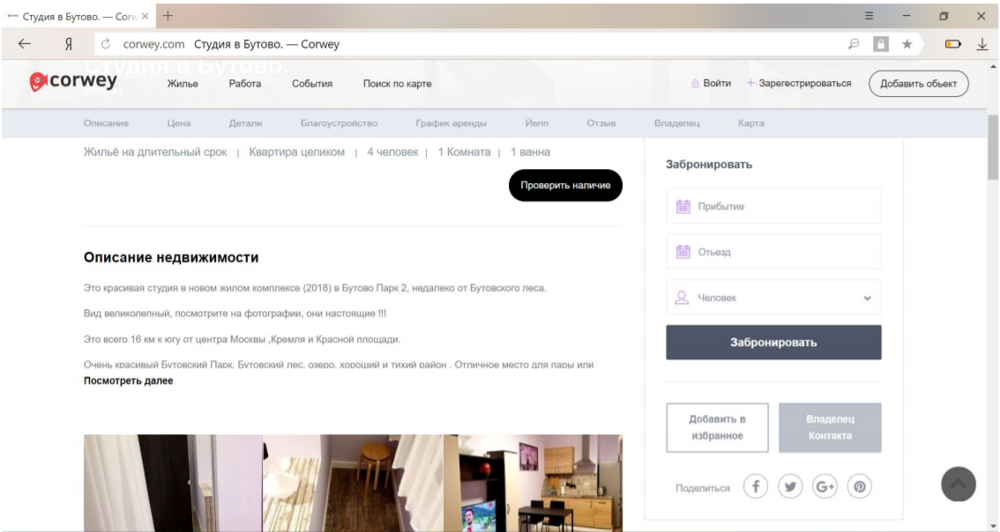 Студия в Бутово. — Corw
Я
corwey.com Студия в Бутово. — Corwey
Студия в Бутово.
corwey
Жилье
Работа
События
Поиск по карте
Войти
+ Зарегестрироваться
Добавить обьект
Описание
Цена
Детали
Благоустройство
График аренды
Йелп
Отзыв
Владелец
Карта
Жильё на длительный срок | Квартира целиком | 4 человек | 1 Комната | 1 ванна
Проверить наличие
Описание недвижимости
Это красивая студия в новом жилом комплексе (2018) в Бутово Парк 2, недалеко от Бутовского леса.
Вид великолепный, посмотрите на фотографии, они настоящие !!!
Это всего 16 км к югу от центра Москвы ,Кремля и Красной площади.
Очень красивый Бутовский Парк, Бутовский лес, озеро, хороший и тихий район . Отличное место для пары или
Посмотреть далее
Забронировать
Прибытие
Отьезд
Человек
Забронировать
Добавить в
избранное
Владелец
Контакта
Поделиться
f
G+